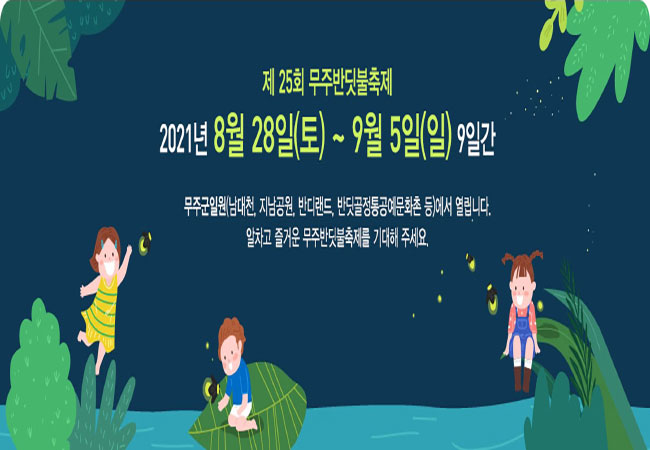 제 25회 무주반딧불축제
2021년 8월 28일(토) ~ 9월 5일(일) 9일간
무주군일원(남대천, 지남공원, 반디랜드, 반딧골정통공예문화촌 등)에서 열립니다.
알차고 즐거운 무주반딧불축제를 기대해 주세요.